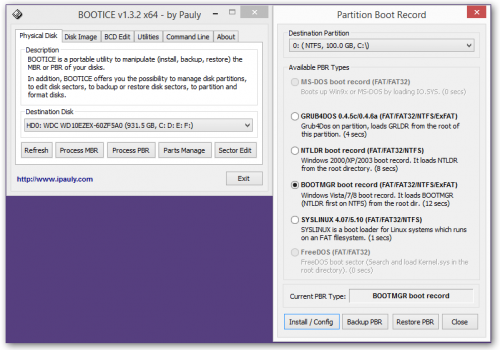 BOOTICE v1.3.2 x64 - by Pauly
Physical Disk Disk Image BCD Edit Utilities Command Line About
Description
BOOTICE is a portable utility to manipulate (install, backup, restore) the
MBR or PBR of your disks.
In addition, BOOTICE offers you the possibility to manage disk partitions,
to edit disk sectors, to backup or restore disk sectors, to partition and
format disks.
Destination Disk
HD0: WDC WD10EZEX-60ZF5A0 (931.5 GB, C: D: E: F:)
Refresh Process MBR Process PBR Parts Manage Sector Edit
http://www.ipauly.com Exit
Partition Boot Record
Destination Partition
0: ( NTFS, 100.0 GB, C:\)
Available PBR Types
MS-DOS boot record (FAT/FAT32)
Boots up Win9x or MS-DOS by loading IO.SYS. (0 secs)
GRUB4DOS 0.4.5c/0.4.6a (FAT/FAT32/NTFS/ExFAT)
Grub4Dos on partition, loads GRLDR from the root of
this partition. (4 secs)
NTLDR boot record (FAT/FAT32/NTFS/ExFAT)
Windows 2000/XP/2003 boot record. It loads NTLDR
from the root directory. (8 secs)
BOOTMGR boot record (FAT/FAT32/NTFS/ExFAT)
Windows Vista/7/8 boot record. It loads BOOTMGR
(NTLDR first on NTFS) from the root dir. (12 secs)
SYSLINUX 4.07/5.10 (FAT/FAT32/NTFS)
SYSLINUX is a boot loader for Linux systems which runs
on an FAT filesystem. (1 secs)
FreeDOS (FAT/FAT32)
FreeDOS boot sector (Search and load Kernel.sys in the
root directory). (0 secs)
Current PBR Type: BOOTMGR boot record
Install / Config Backup PBR Restore PBR Close